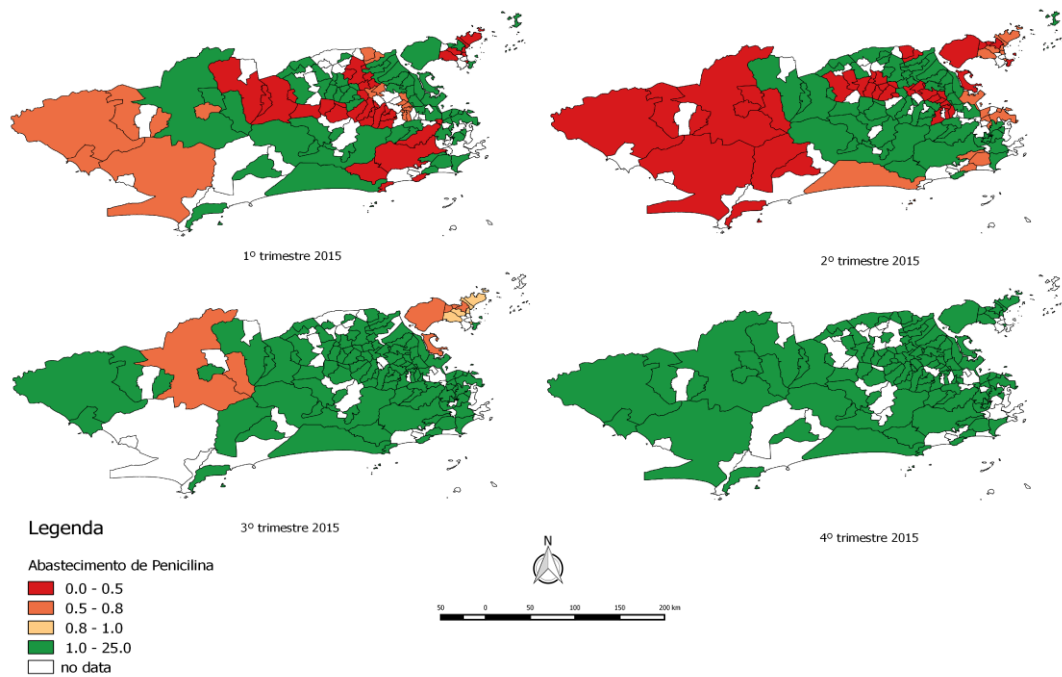 1º trimestre 2015
2º trimestre 2015
3º trimestre 2015
4º trimestre 2015
Legenda
Abastecimento de Penicilina
0.0 - 0.5
0.5 - 0.8
0.8 - 1.0
1.0 - 25.0
no data
N
50 0 50 100 150 200 km